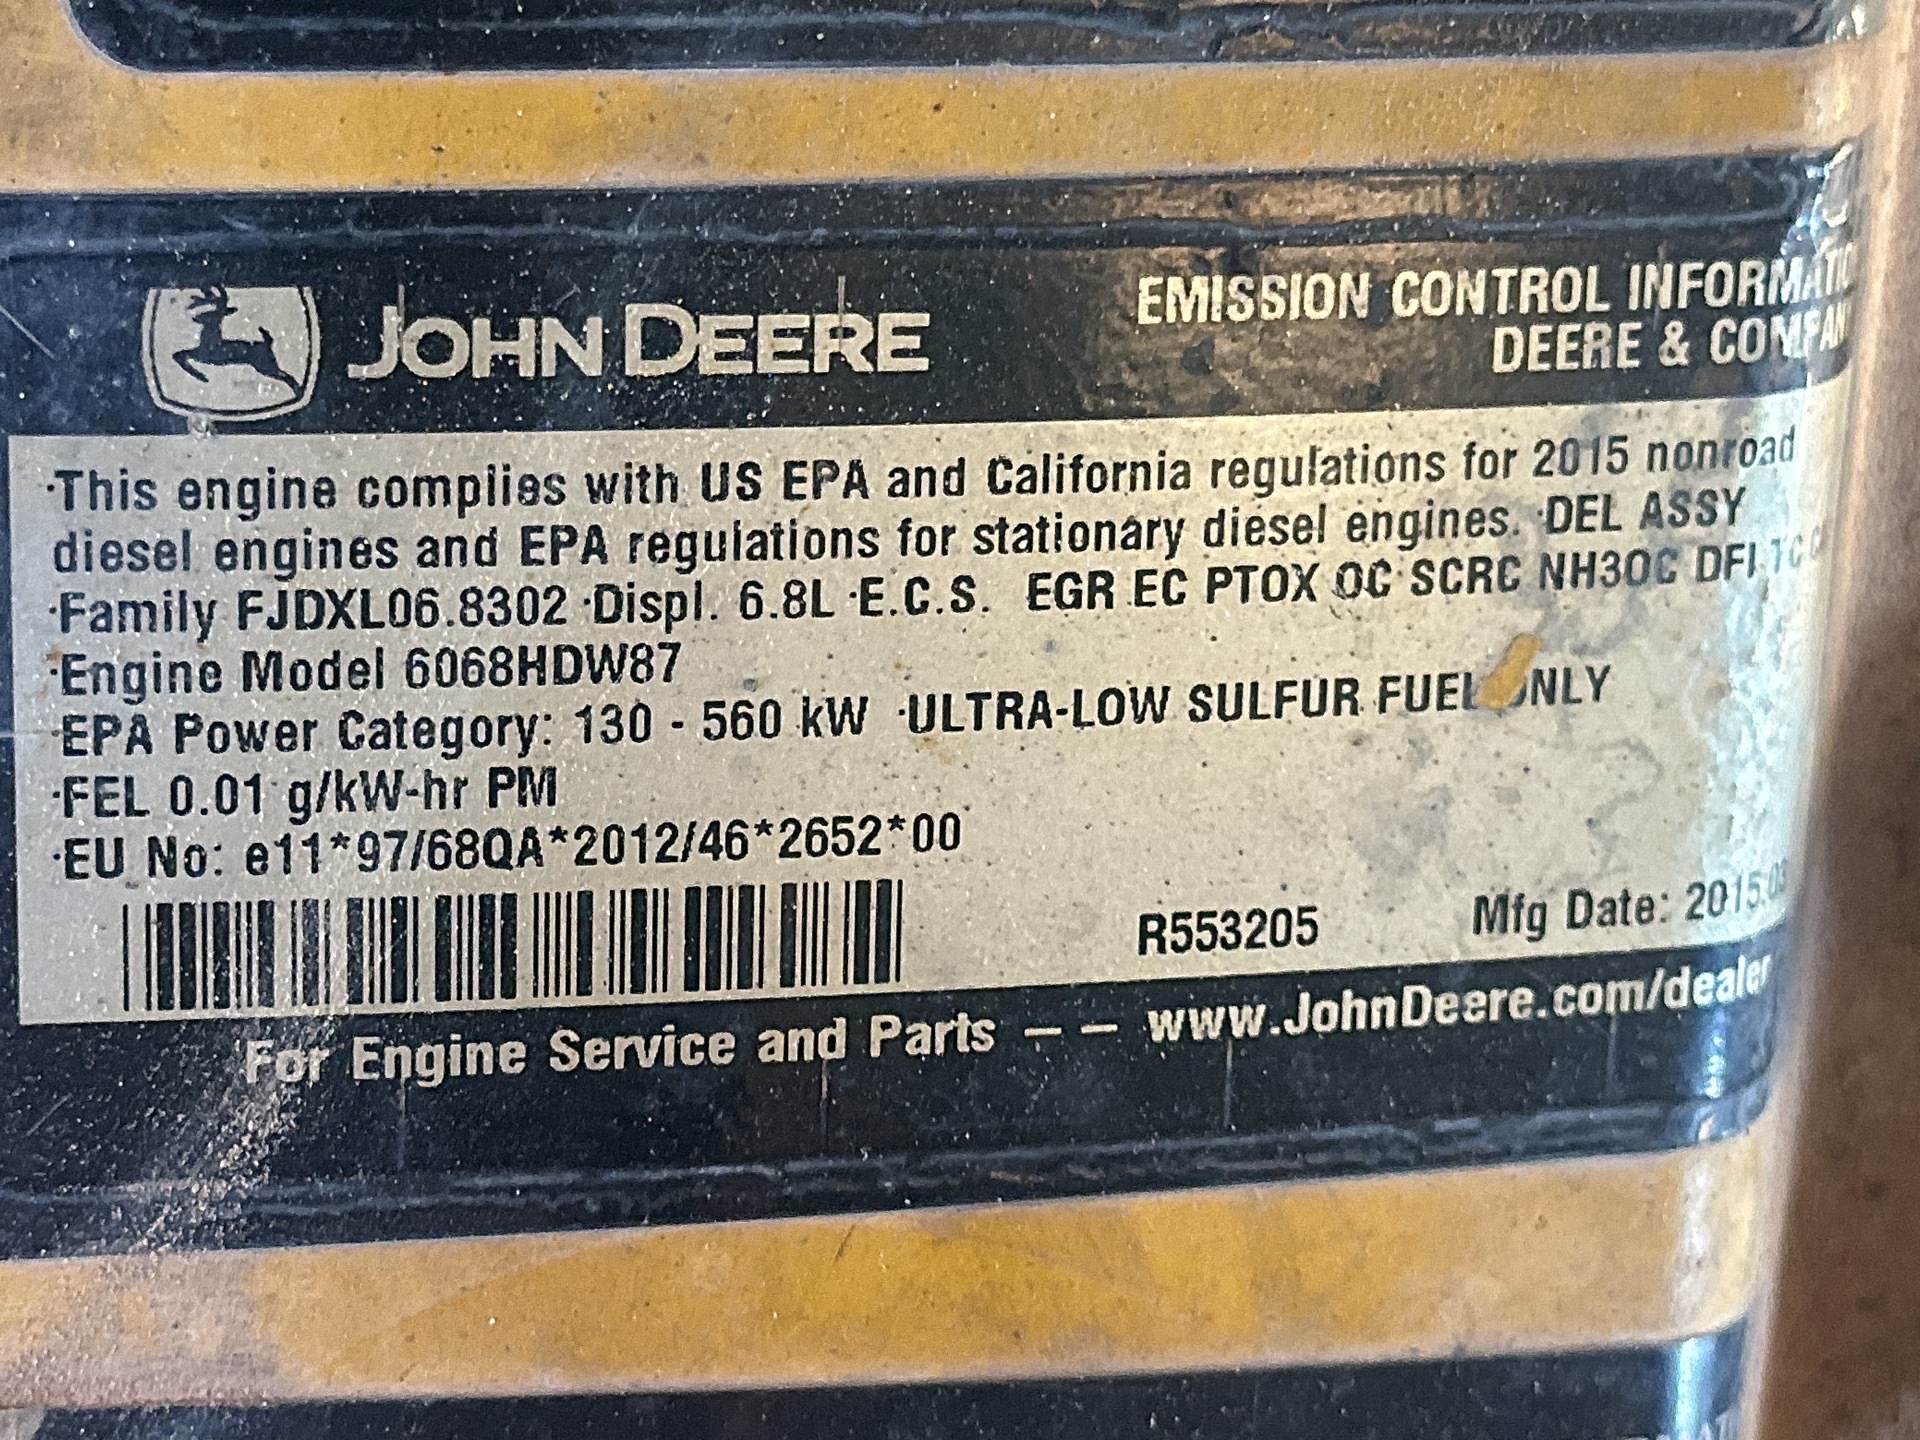 JOHN DEERE
EMISSION CONTROL
DEERE &
·This engine complies with US EPA and California regulations for 2015 nonroad
diesel engines and EPA regulations for stationary diesel engines. ·DEL ASSY
·Family FJDXL06.8302 ·Displ. 6.8L ·E.C.S. EGR EC PTOX OC SCRC NH3OC DFI TC
·Engine Model 6068HDW87
·EPA Power Category: 130 - 560 kW ·ULTRA-LOW SULFUR FUEL
·FEL 0.01 g/kW-hr PM
·EU No: e11*97/68QA*2012/46*2652*00
R553205 Mfg Date:
For Engine Service and Parts -- www.JohnDeere.com/dealer